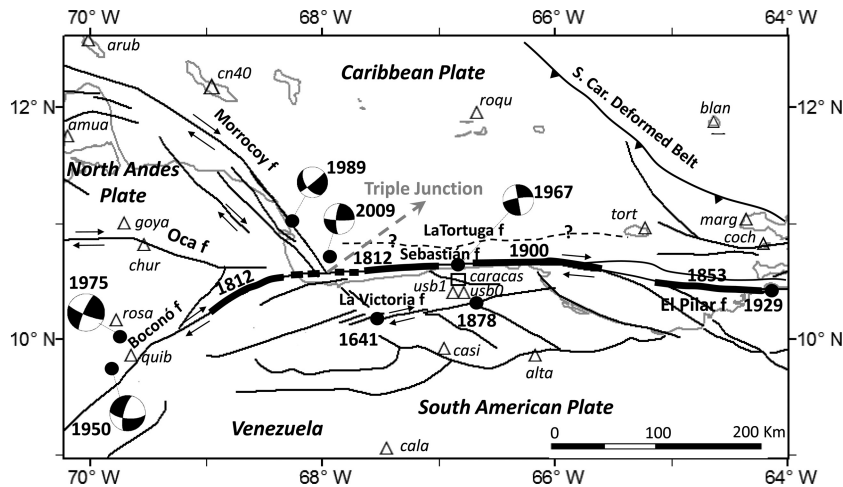 70° W
68° W
66° W
64° W
arub
cn40
Caribbean Plate
roqu
S. Car. Deformed Belt
blan
12° N
12° N
amua
Morrocoy f
North Andes
Plate
1989
Triple Junction
1967
goya
2009
tort
marg
LaTortuga f
?
?
coch
Oca f
chur
1812
Sebastián f
1900
1812
caracas
1853
usb1
usb0
El Pilar f
1975
rosa
Boconó f
La Victoria f
1878
1929
10° N
10° N
1641
quib
casi
alta
1950
South American Plate
Venezuela
cala
0
100
200 Km
70° W
68° W
66° W
64° W